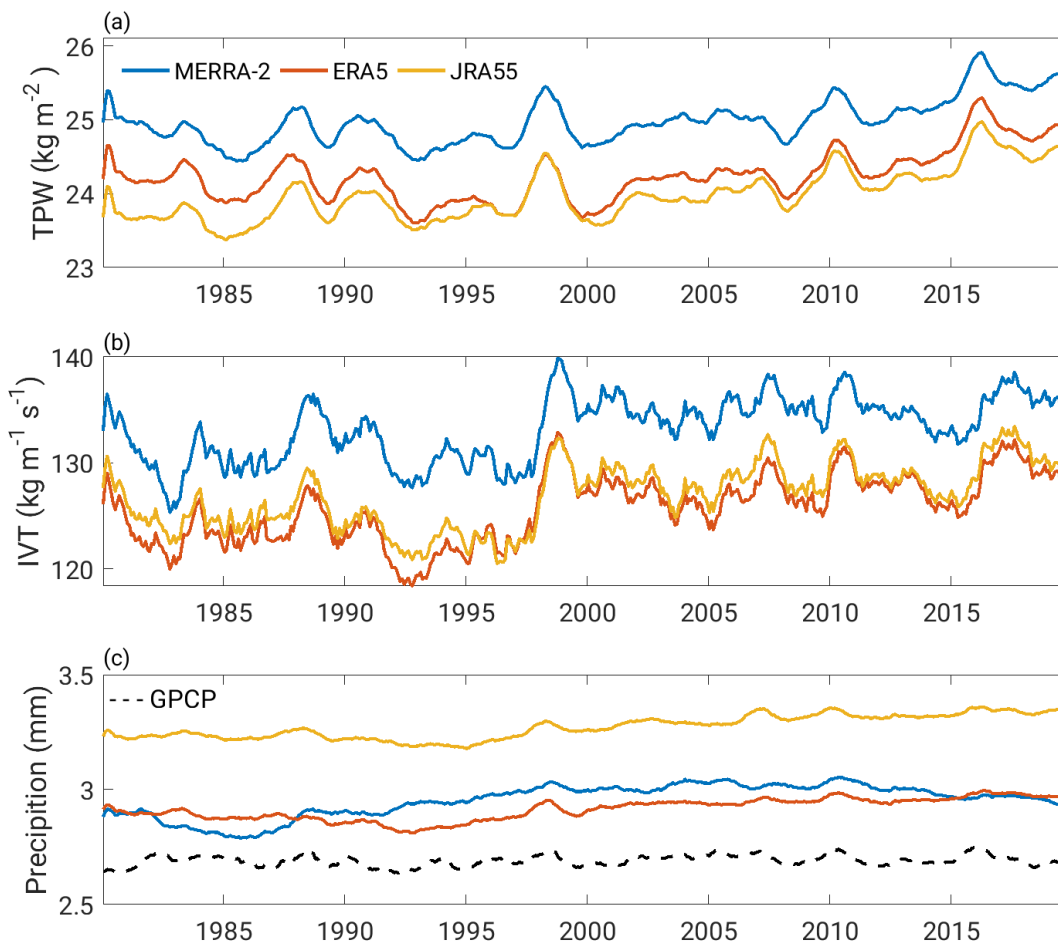 (a)
26
MERRA-2 ERA5 JRA55
25
24
23
TPW (kg m-2)
1985 1990 1995 2000 2005 2010 2015
(b)
140
130
120
IVT (kg m-1 s-1)
1985 1990 1995 2000 2005 2010 2015
(c)
3.5
GPCP
3
2.5
Precipition (mm)
1985 1990 1995 2000 2005 2010 2015